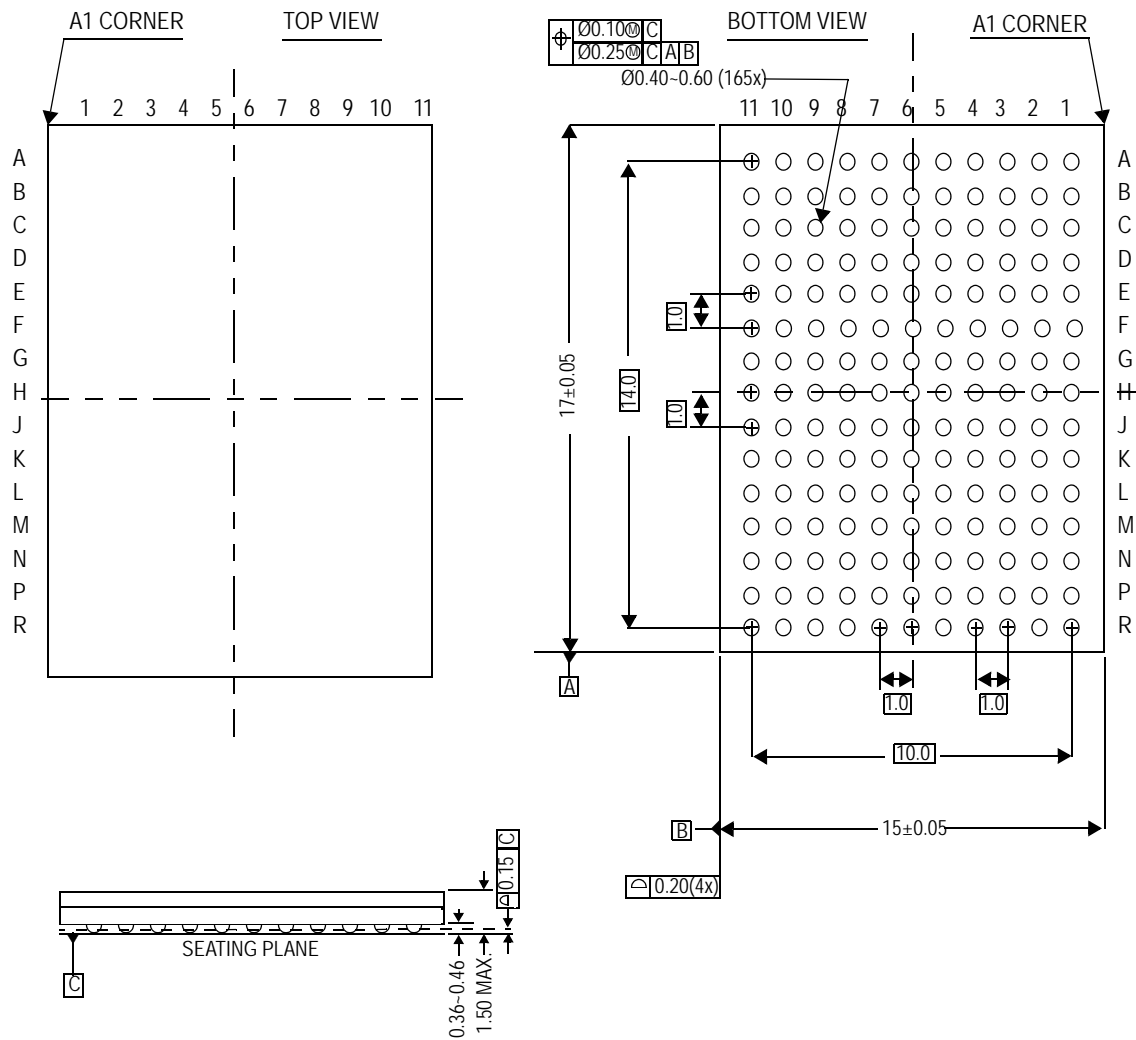 A1 CORNER
TOP VIEW
1 2 3 4 5 6 7 8 9 10 11
A
B
C
D
E
F
G
H
J
K
L
M
N
P
R
Ø0.10Ⓜ C
Ø0.25Ⓜ C A B
BOTTOM VIEW
A1 CORNER
Ø0.40~0.60 (165x)
11 10 9 8 7 6 5 4 3 2 1
A
B
C
D
E
F
G
H
J
K
L
M
N
P
R
1.0
1.0
14.0
17±0.05
A
1.0
1.0
10.0
B
15±0.05
0.20(4x)
0.15 C
SEATING PLANE
C
0.36~0.46
1.50 MAX.